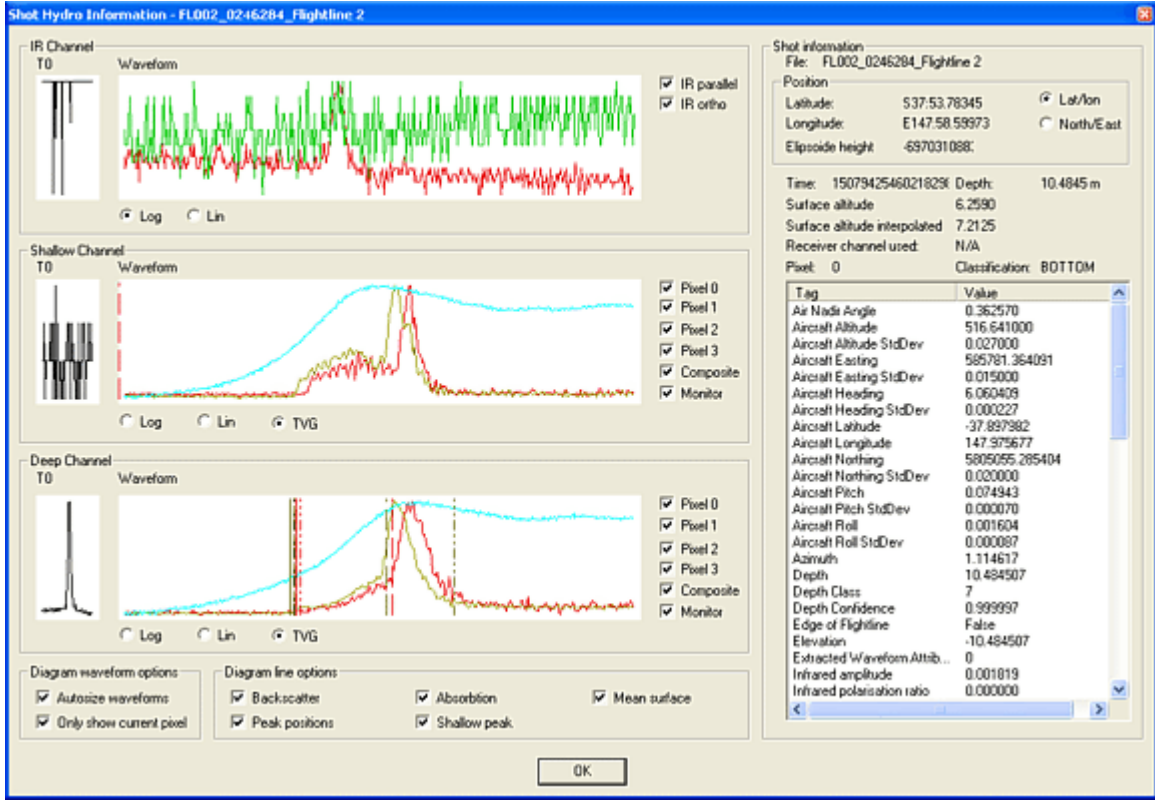 Shot Hydro Information - FL002_0246284_Flightline 2
IR Channel
T0 Waveform
IR parallel
IR ortho
Log Lin
Shallow Channel
T0 Waveform
Pixel 0
Pixel 1
Pixel 2
Pixel 3
Composite
Monitor
Log Lin TVG
Deep Channel
T0 Waveform
Pixel 0
Pixel 1
Pixel 2
Pixel 3
Composite
Monitor
Log Lin TVG
Diagram waveform options
Autosize waveforms
Only show current pixel
Diagram line options
Backscatter Absorbtion Mean surface
Peak positions Shallow peak
Shot information
File: FL002_0246284_Flightline 2
Position
Latitude: S37:53.78345 Lat/lon
Longitude: E147:58.59973 North/East
Elipsoide height -697031088
Time: 1507942546021829 Depth: 10.4845 m
Surface altitude 6.2590
Surface altitude interpolated 7.2125
Receiver channel used: N/A
Pixel: 0 Classification: BOTTOM
Tag Value
Air Nadir Angle 0.362570
Aircraft Altitude 516.641000
Aircraft Altitude StdDev 0.027000
Aircraft Easting 585781.364091
Aircraft Easting StdDev 0.015000
Aircraft Heading 6.060409
Aircraft Heading StdDev 0.000227
Aircraft Latitude -37.897982
Aircraft Longitude 147.975677
Aircraft Northing 5805055.285404
Aircraft Northing StdDev 0.020000
Aircraft Pitch 0.074943
Aircraft Pitch StdDev 0.000070
Aircraft Roll 0.001604
Aircraft Roll StdDev 0.000087
Azimuth 1.114617
Depth 10.484507
Depth Class 7
Depth Confidence 0.999997
Edge of Flightline False
Elevation -10.484507
Extracted Waveform Attrib... 0
Infrared amplitude 0.001819
Infrared polarisation ratio 0.000000
OK